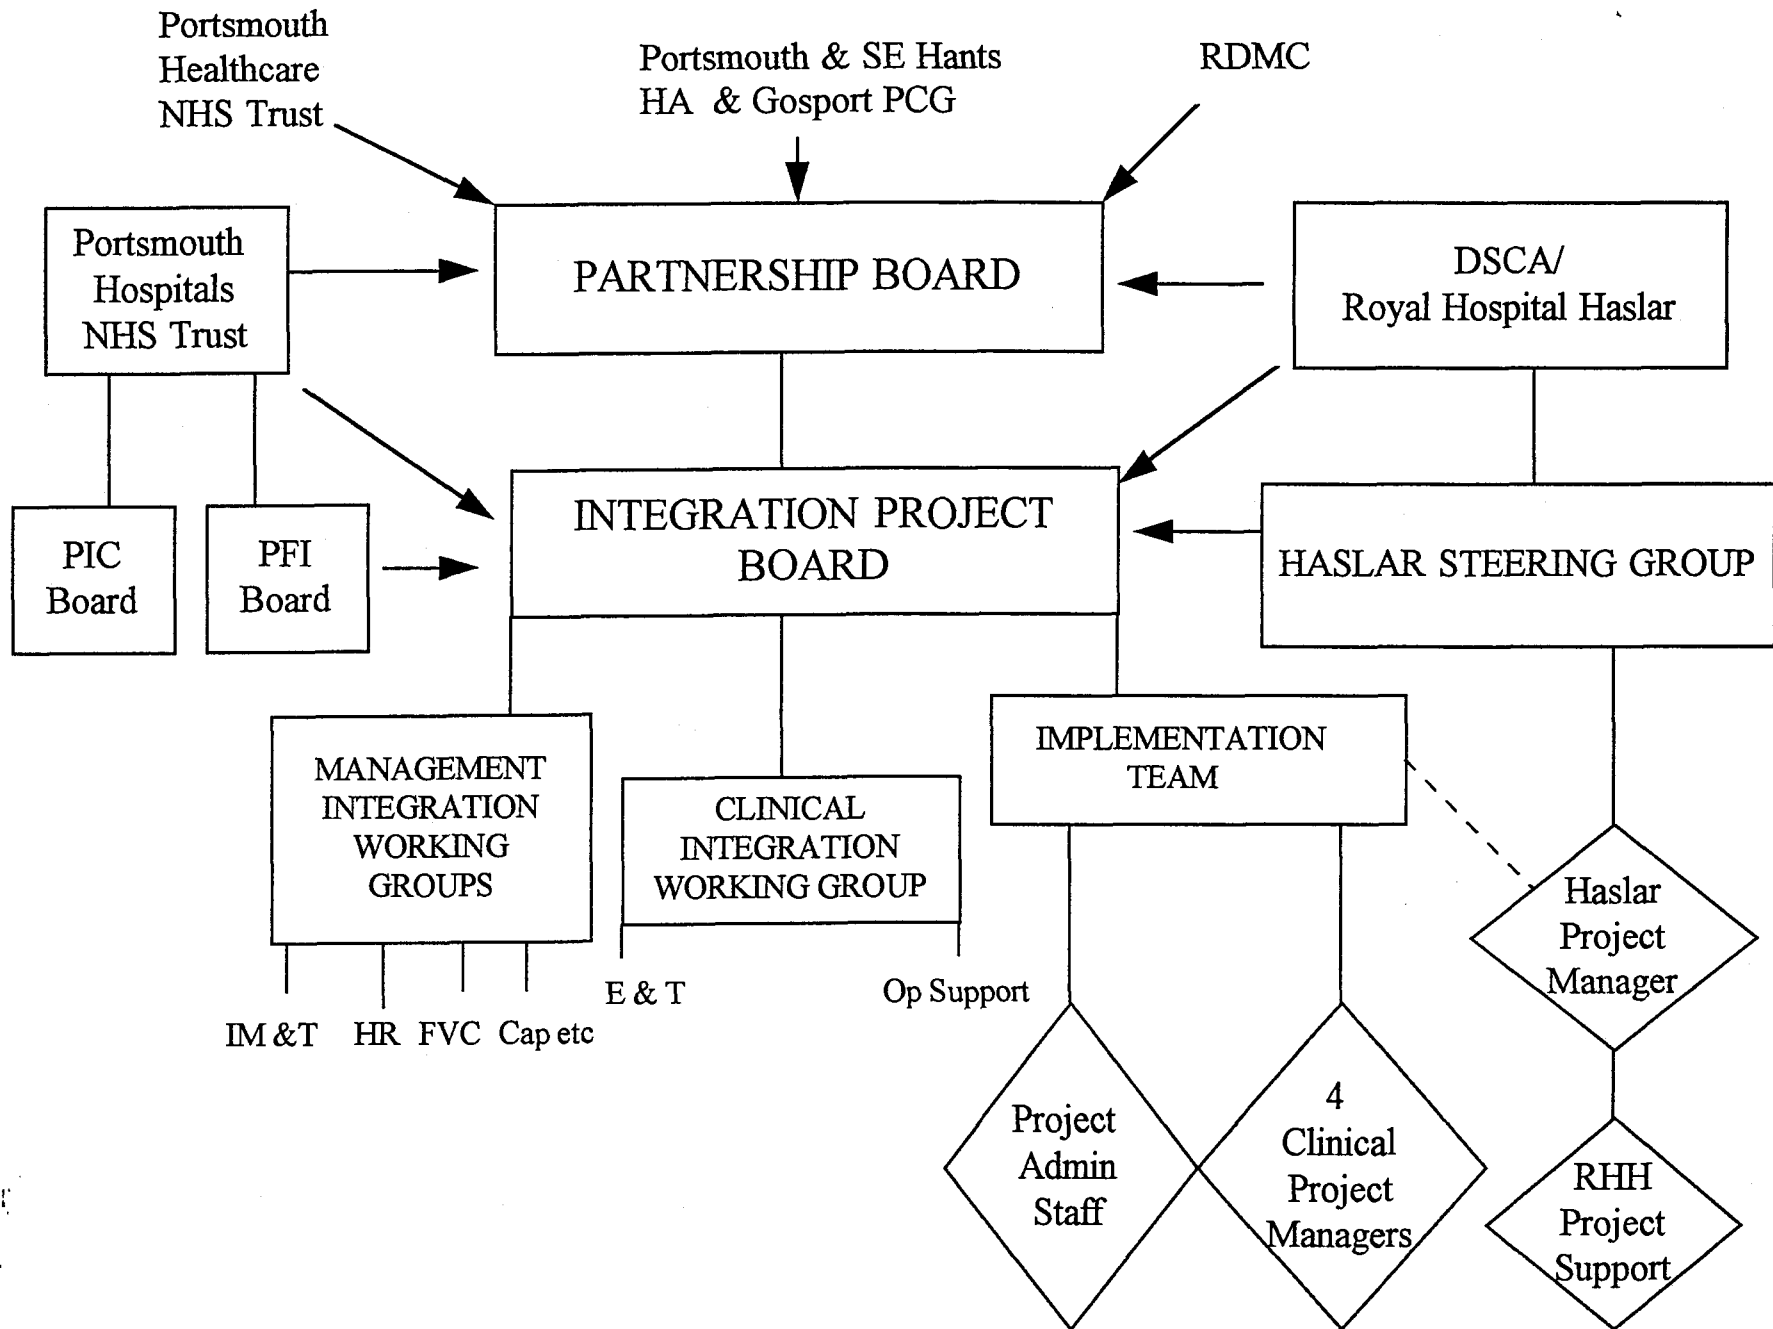 Portsmouth
Healthcare
NHS Trust
Portsmouth & SE Hants
HA & Gosport PCG
RDMC
Portsmouth
Hospitals
NHS Trust
PARTNERSHIP BOARD
DSCA/
Royal Hospital Haslar
PIC
Board
PFI
Board
INTEGRATION PROJECT
BOARD
HASLAR STEERING GROUP
MANAGEMENT
INTEGRATION
WORKING
GROUPS
CLINICAL
INTEGRATION
WORKING GROUP
IMPLEMENTATION
TEAM
IM &T
HR
FVC
Cap etc
E & T
Op Support
Haslar
Project
Manager
Project
Admin
Staff
4
Clinical
Project
Managers
RHH
Project
Support